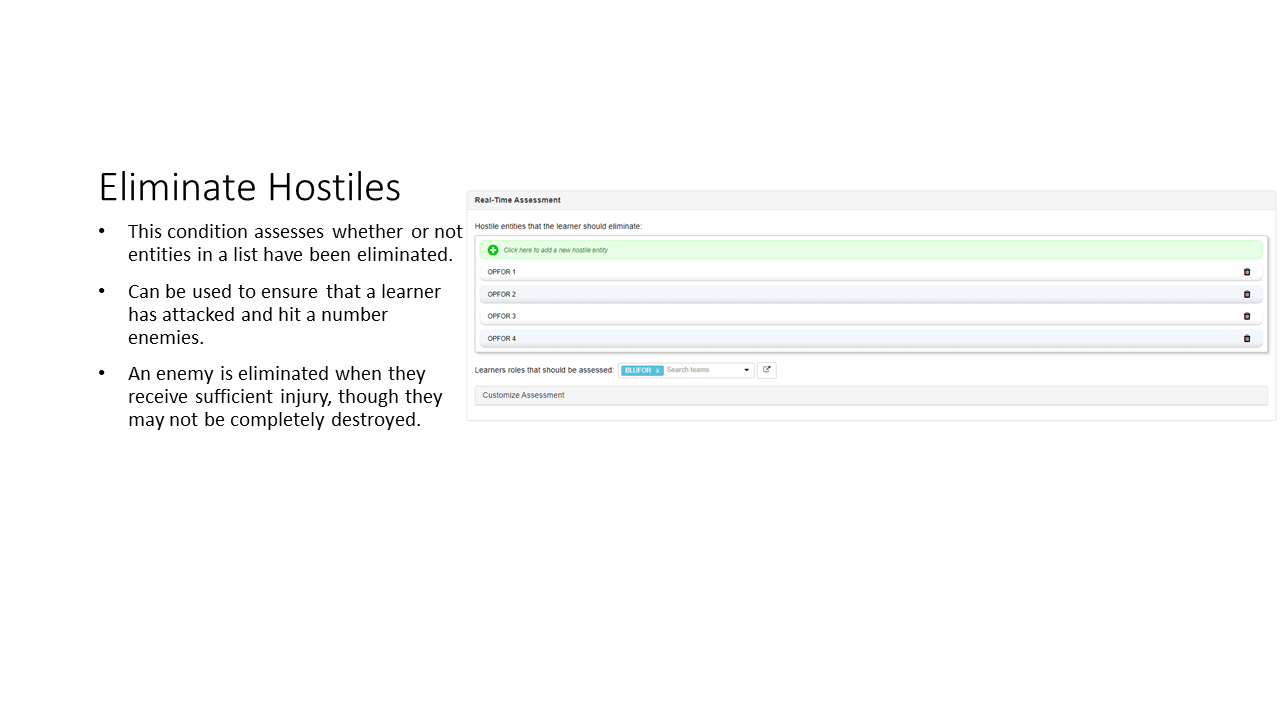 Eliminate Hostiles
• This condition assesses whether or not
entities in a list have been eliminated.
• Can be used to ensure that a learner
has attacked and hit a number
enemies.
• An enemy is eliminated when they
receive sufficient injury, though they
may not be completely destroyed.
Real-Time Assessment
Hostile entities that the learner should eliminate:
Click here to add a new hostile entity
OPFOR 1
OPFOR 2
OPFOR 3
OPFOR 4
Learners roles that should be assessed: BLUFOR x Search teams
Customize Assessment